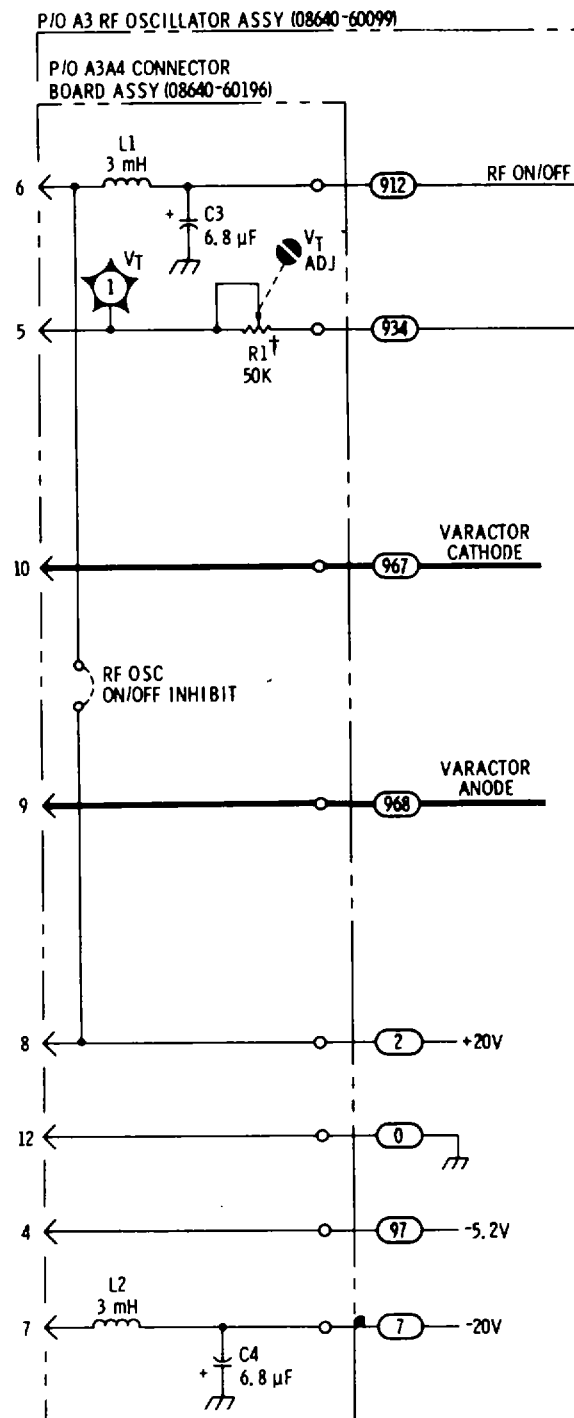 P/O A3 RF OSCILLATOR ASSY (08640-60099)
P/O A3A4 CONNECTOR
BOARD ASSY (08640-60196)
L1
3 mH
6
912
RF ON/OFF
+
C3
6.8 μF
VT
1
VT
ADJ
5
934
R1†
50K
VARACTOR
CATHODE
10
967
RF OSC
ON/OFF INHIBIT
VARACTOR
ANODE
9
968
8
2
+20V
12
0
4
97
-5.2V
L2
3 mH
7
7
-20V
C4
+
6.8 μF